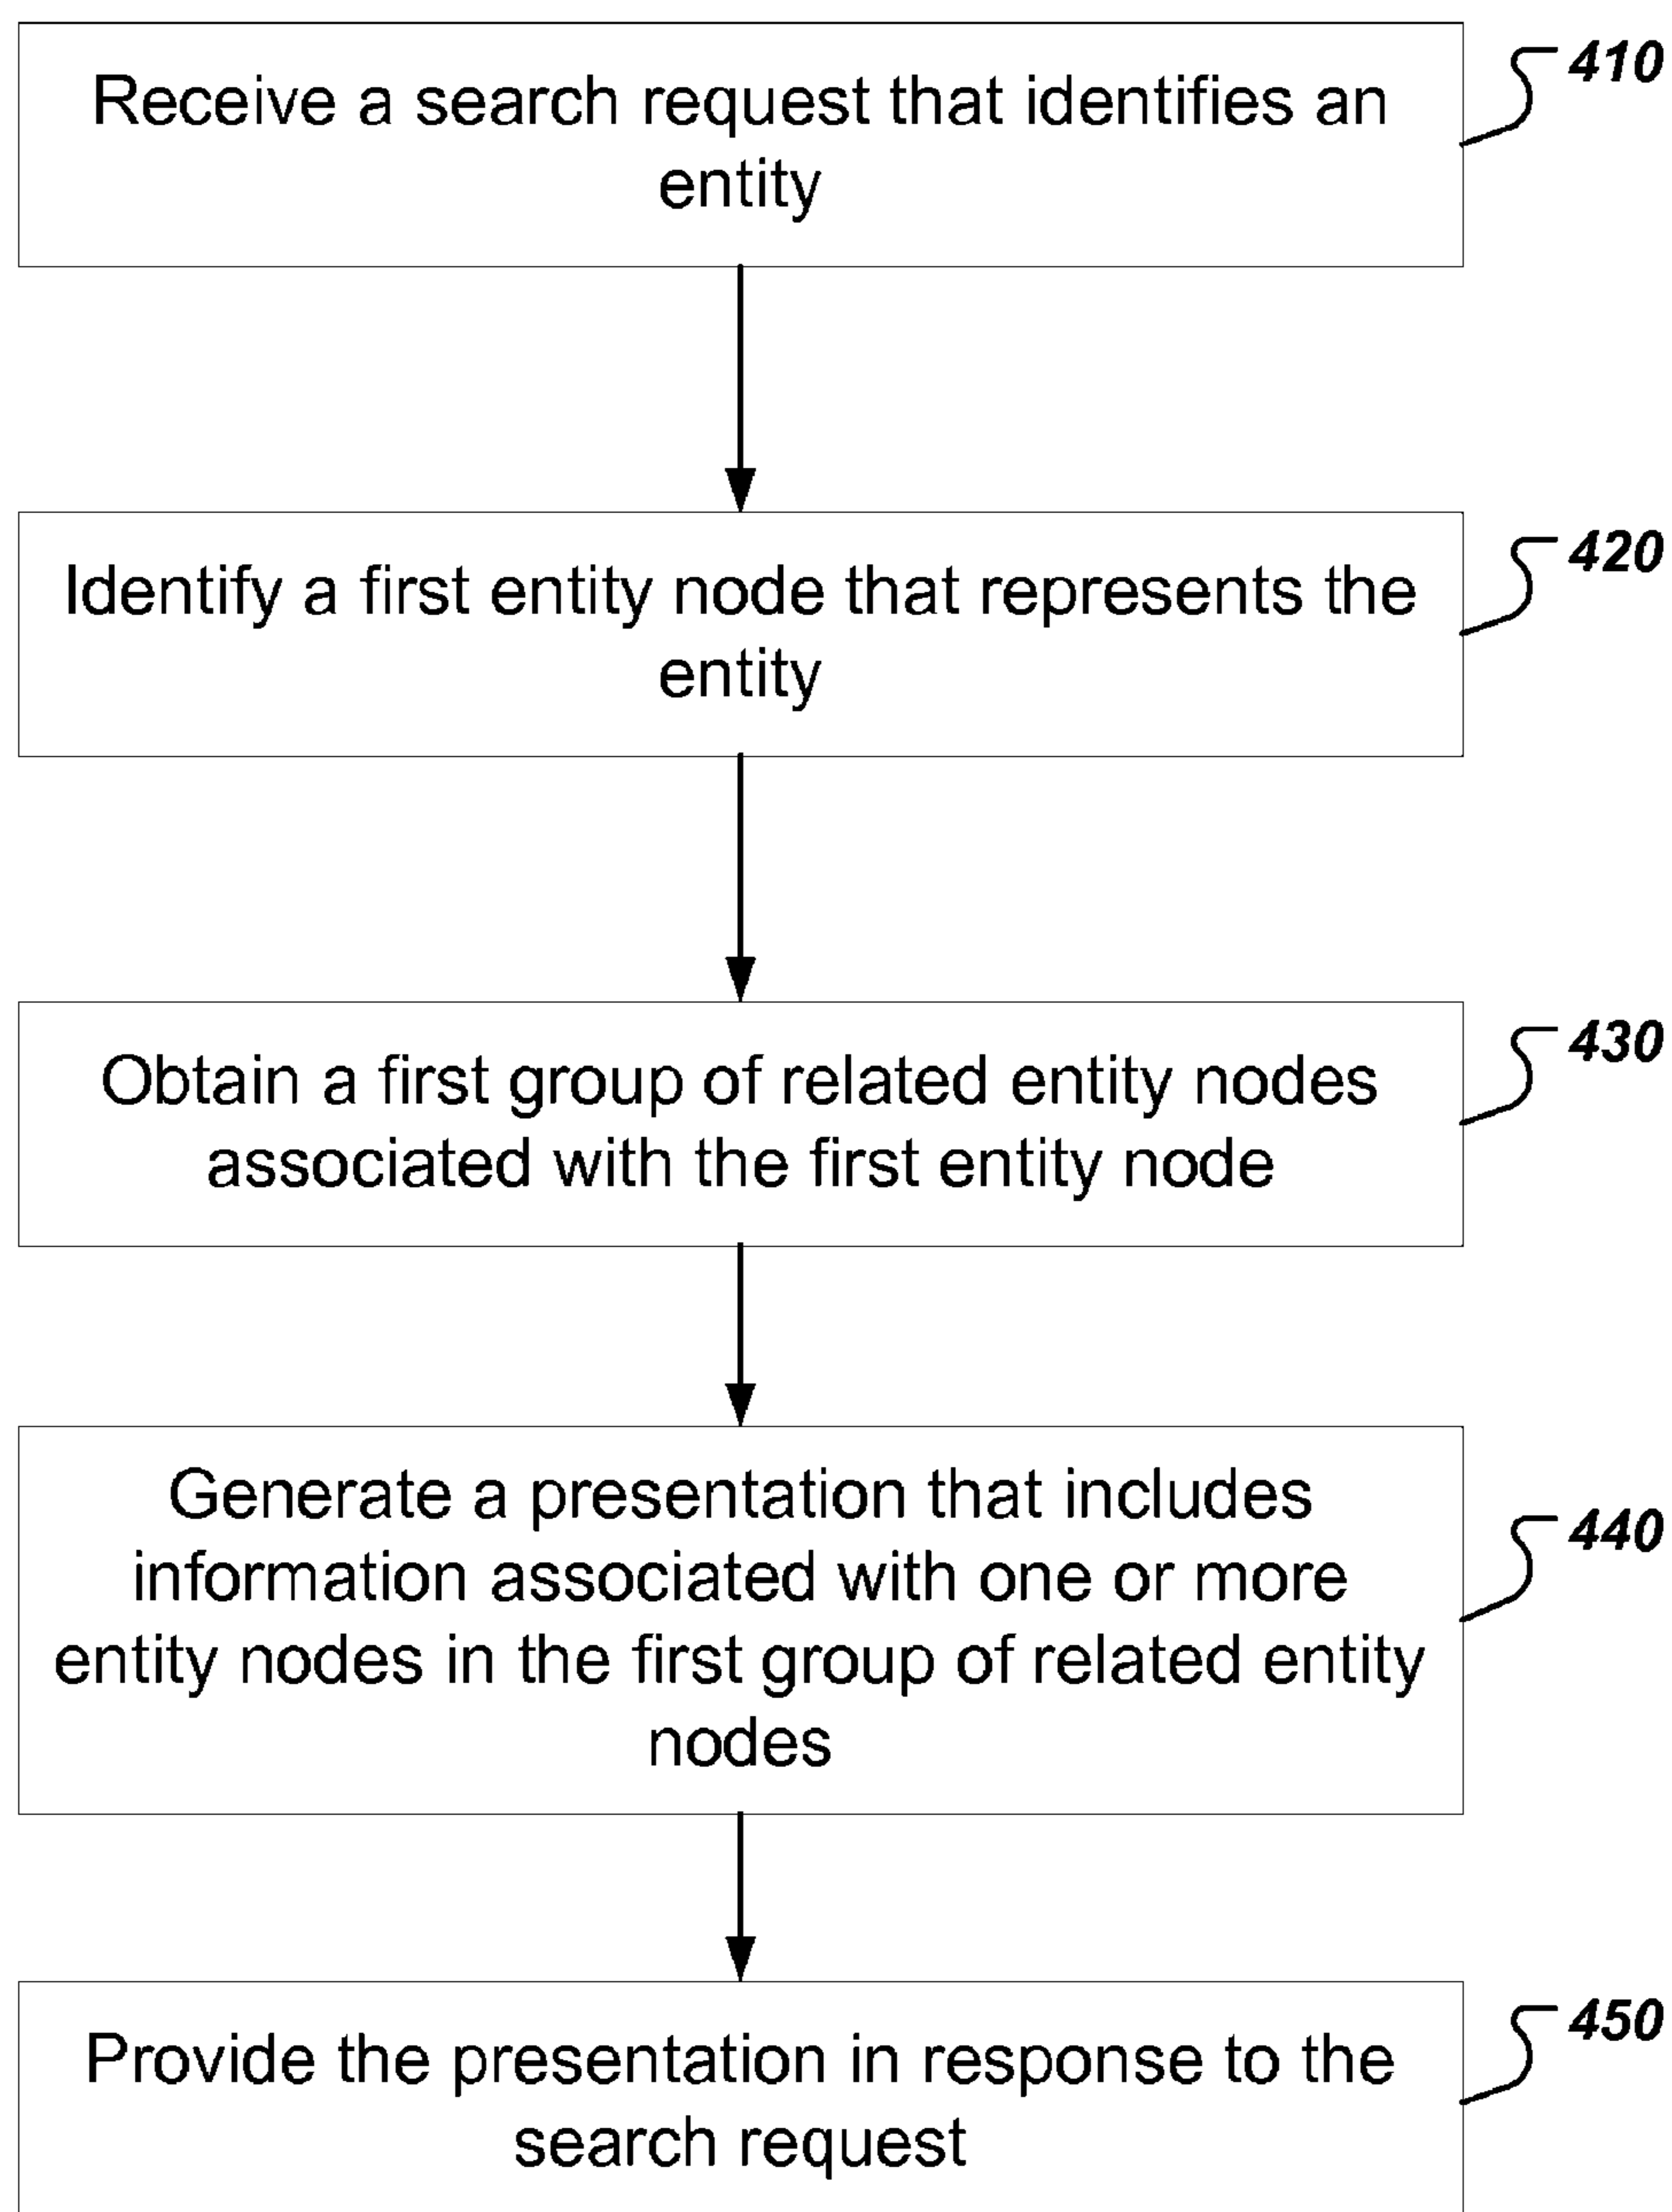 Receive a search request that identifies an
entity
410
Identify a first entity node that represents the
entity
420
Obtain a first group of related entity nodes
associated with the first entity node
430
Generate a presentation that includes
information associated with one or more
entity nodes in the first group of related entity
nodes
440
Provide the presentation in response to the
search request
450